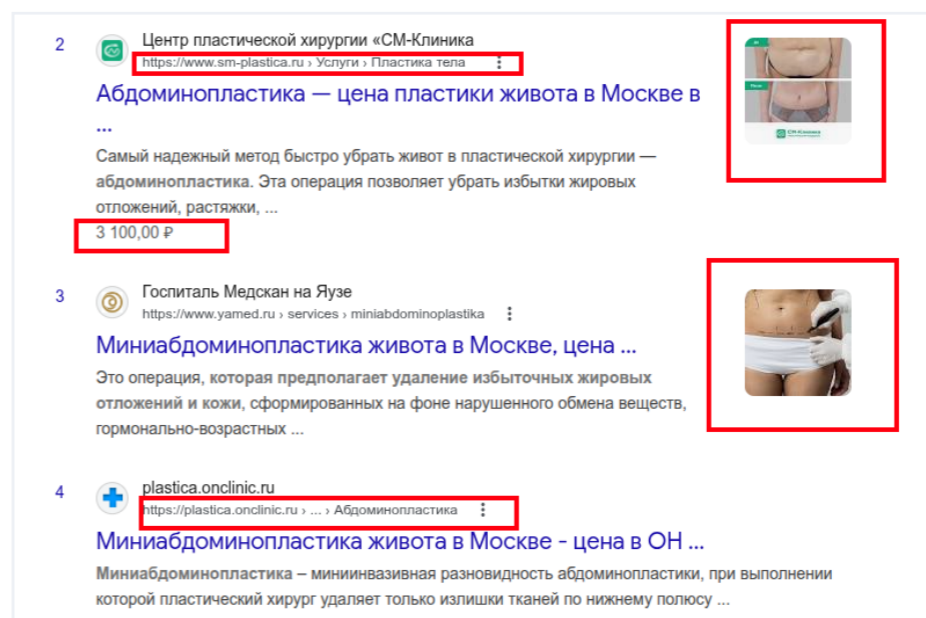 2
Центр пластической хирургии «СМ-Клиника
https://www.sm-plastica.ru › Услуги › Пластика тела
Абдоминопластика — цена пластики живота в Москве в
...
Самый надежный метод быстро убрать живот в пластической хирургии —
абдоминопластика. Эта операция позволяет убрать избытки жировых
отложений, растяжки, ...
3 100,00 ₽
СМ-Клиника
3
Госпиталь Медскан на Яузе
https://www.yamed.ru › services › miniabdominoplastika
Миниабдоминопластика живота в Москве, цена ...
Это операция, которая предполагает удаление избыточных жировых
отложений и кожи, сформированных на фоне нарушенного обмена веществ,
гормонально-возрастных ...
4
plastica.onclinic.ru
https://plastica.onclinic.ru › ... › Абдоминопластика
Миниабдоминопластика живота в Москве - цена в ОН ...
Миниабдоминопластика – миниинвазивная разновидность абдоминопластики, при выполнении
которой пластический хирург удаляет только излишки тканей по нижнему полюсу ...